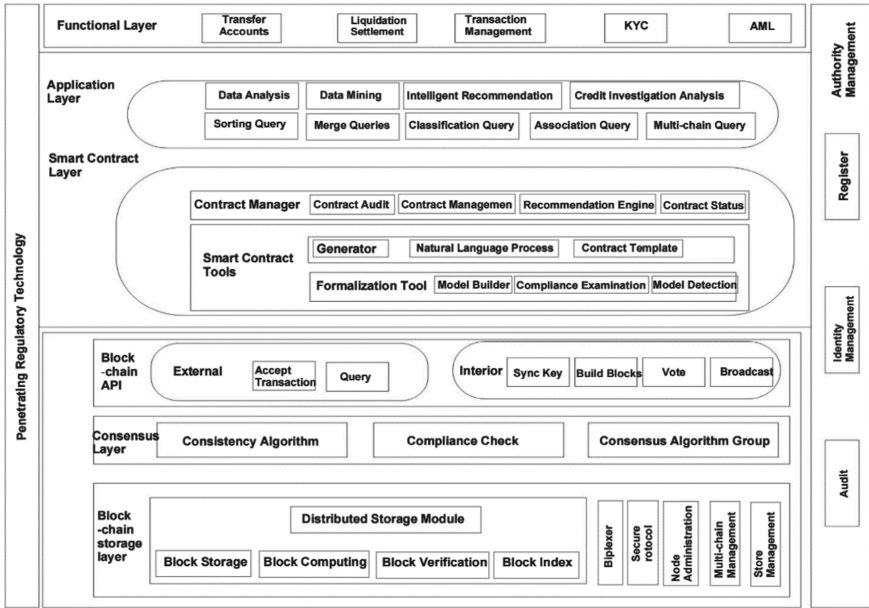 Functional Layer
Transfer
Accounts
Liquidation
Settlement
Transaction
Management
KYC
AML
Application
Layer
Data Analysis
Data Mining
Intelligent Recommendation
Credit Investigation Analysis
Sorting Query
Merge Queries
Classification Query
Association Query
Multi-chain Query
Smart Contract
Layer
Contract Manager
Contract Audit
Contract Managemen
Recommendation Engine
Contract Status
Smart Contract
Tools
Generator
Natural Language Process
Contract Template
Formalization Tool
Model Builder
Compliance Examination
Model Detection
Block
-chain
API
External
Accept
Transaction
Query
Interior
Sync Key
Build Blocks
Vote
Broadcast
Consensus
Layer
Consistency Algorithm
Compliance Check
Consensus Algorithm Group
Block
-chain
storage
layer
Distributed Storage Module
Block Storage
Block Computing
Block Verification
Block Index
Biplexer
Secure
rotocol
Node
Administration
Multi-chain
Management
Store
Management
Penetrating Regulatory Technology
Authority
Management
Register
Identity
Management
Audit